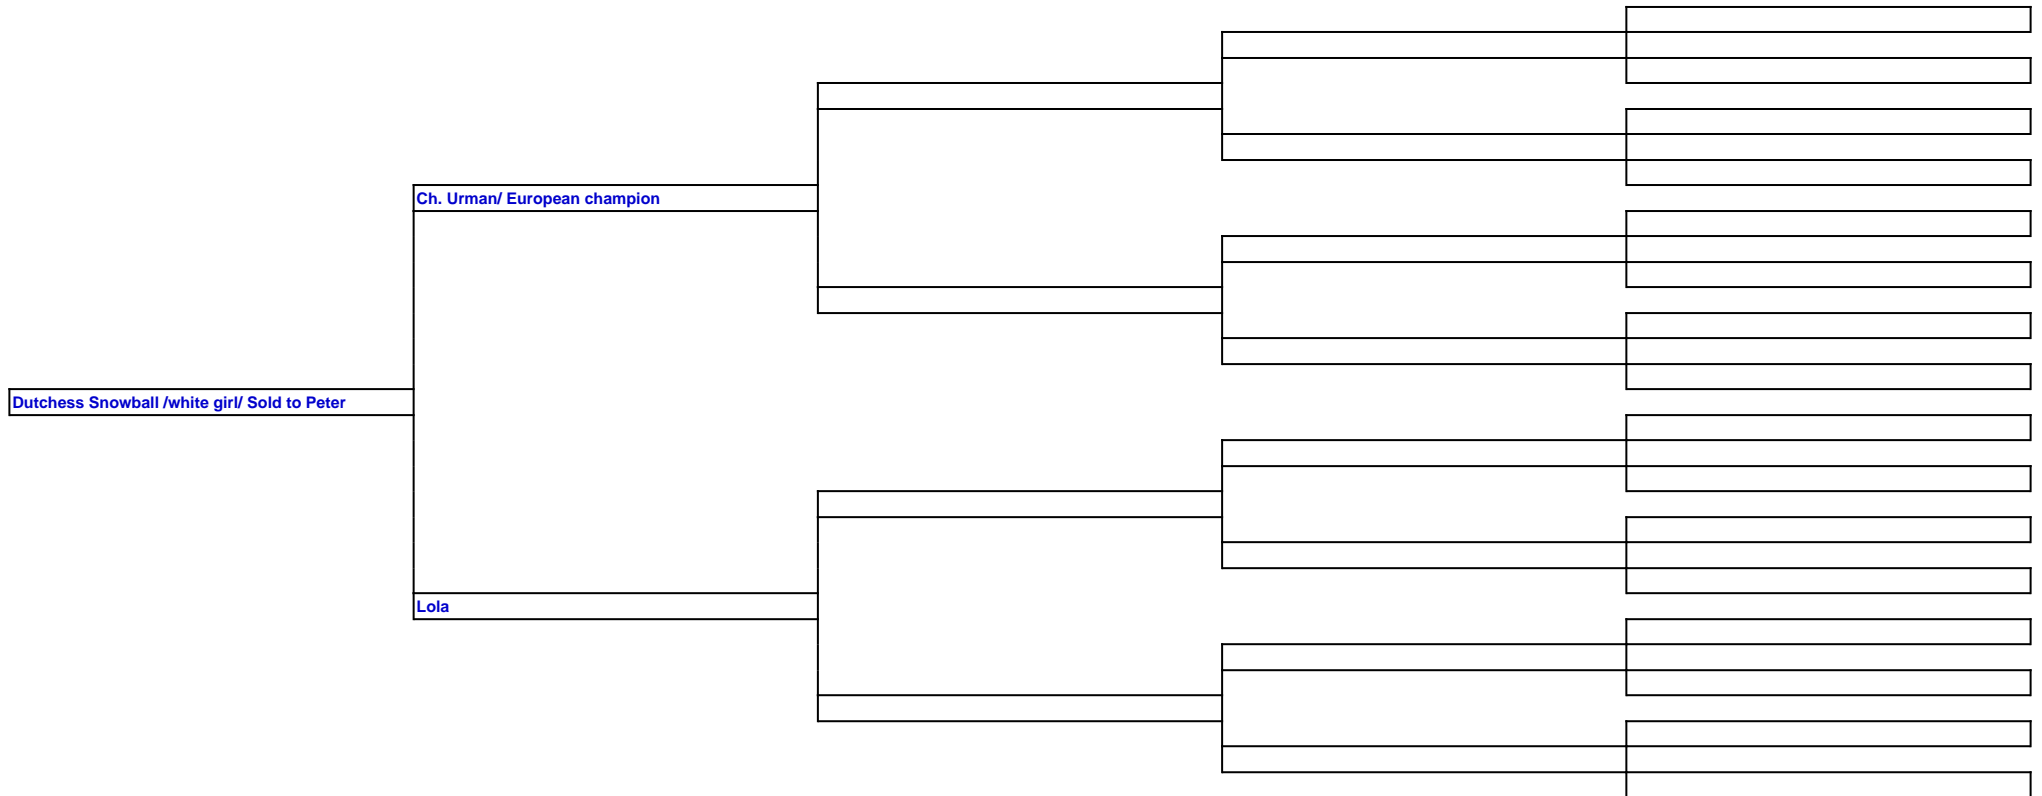 Ch. Urman/ European champion
Dutchess Snowball /white girl/ Sold to Peter
Lola